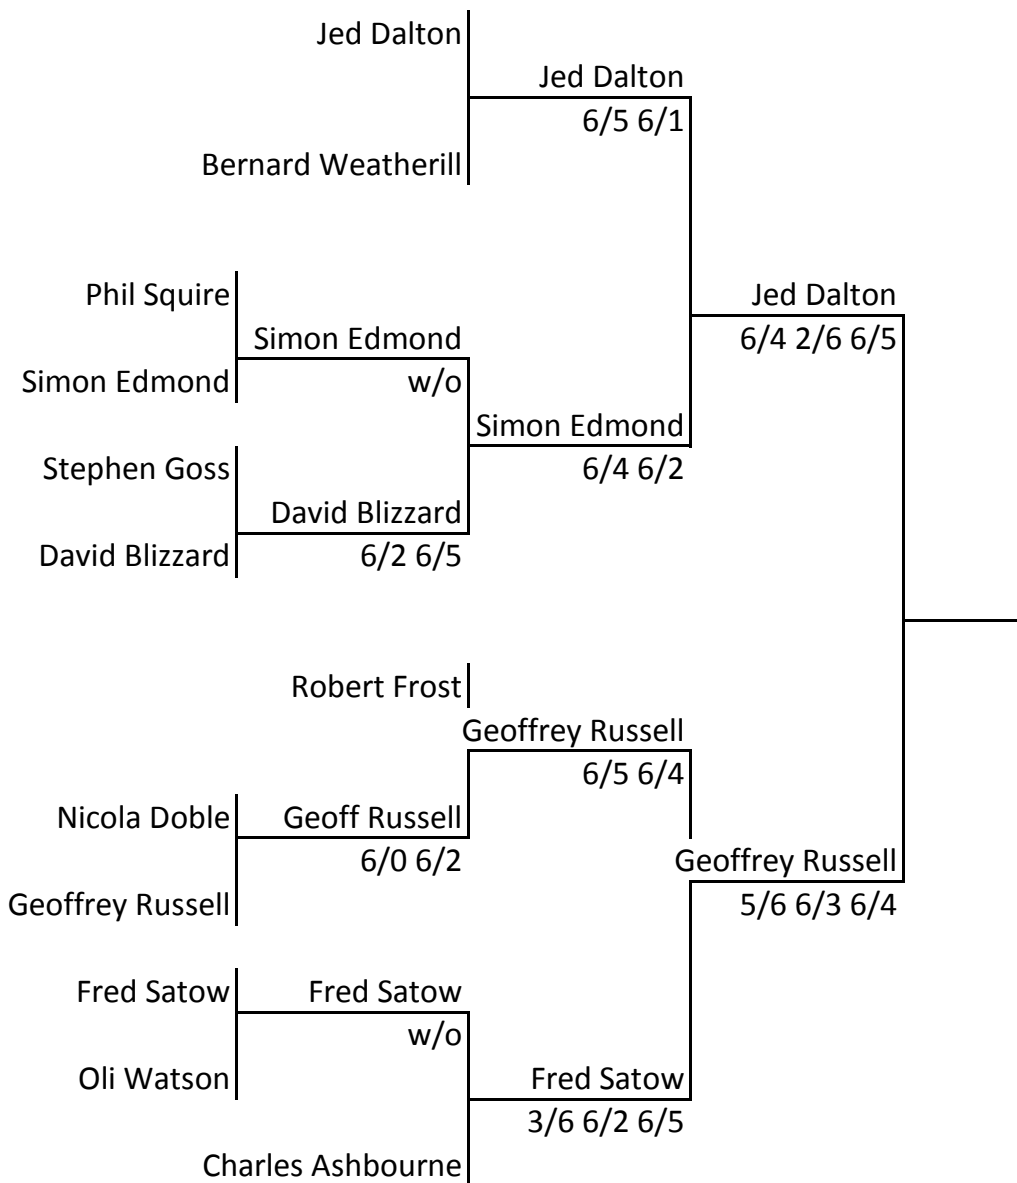 Jed Dalton
Jed Dalton
6/5 6/1
Bernard Weatherill
Phil Squire
Jed Dalton
Simon Edmond
6/4 2/6 6/5
Simon Edmond
w/o
Simon Edmond
Stephen Goss
6/4 6/2
David Blizzard
David Blizzard
6/2 6/5
Robert Frost
Geoffrey Russell
6/5 6/4
Nicola Doble
Geoff Russell
6/0 6/2
Geoffrey Russell
Geoffrey Russell
5/6 6/3 6/4
Fred Satow
Fred Satow
w/o
Oli Watson
Fred Satow
3/6 6/2 6/5
Charles Ashbourne